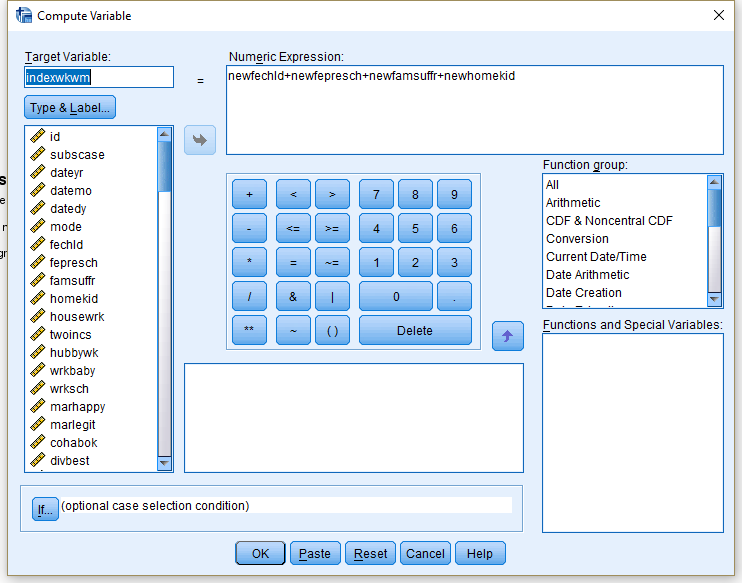 Compute Variable
Target Variable:
indexwkwm
=
Numeric Expression:
newfechld+newfepresch+newfamsuffr+newhomekid
Type & Label...
id
subscase
dateyr
datemo
datedy
mode
fechld
fepresch
famsuffr
homekid
housewrk
twoincs
hubbywk
wrkbaby
wrksch
marhappy
marlegit
cohabok
divbest
+ < > 7 8 9
- <= >= 4 5 6
* = ~= 1 2 3
/ & | 0 .
** ~ ( ) Delete
Function group:
All
Arithmetic
CDF & Noncentral CDF
Conversion
Current Date/Time
Date Arithmetic
Date Creation
Functions and Special Variables:
If... (optional case selection condition)
OK Paste Reset Cancel Help